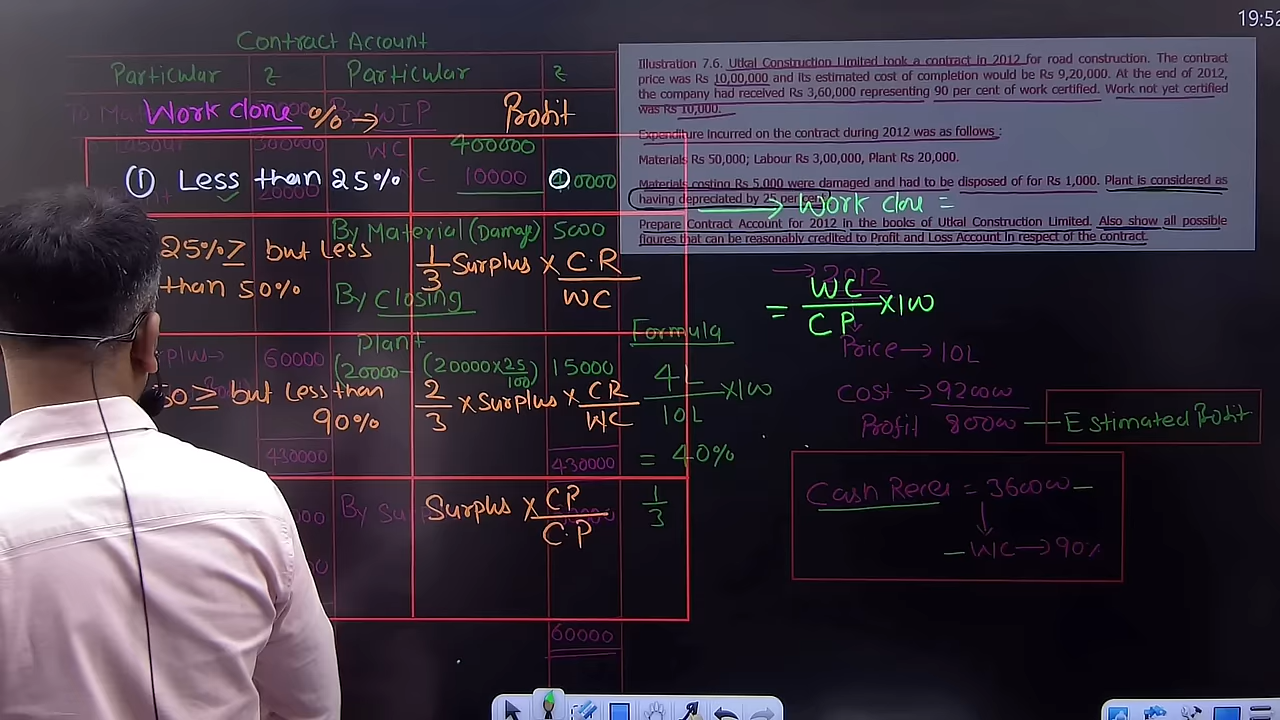 19:52
Contract Account
Particular ₹ Particular ₹
Work done % → Profit
WIP
WC 400000
① Less than 25% 10000 0
By Material (Damage) 5000
25% ≥ but Less than 50%
1/3 Surplus × C.R / WC
By Closing Plant (20000- (20000×25/100) 15000
60000
50 ≥ but Less than 90%
2/3 × Surplus × CR / WC
430000 430000
Surplus × CP / C.P
60000
Illustration 7.6. Utkal Construction Limited took a contract in 2012 for road construction. The contract
price was Rs 10,00,000 and its estimated cost of completion would be Rs 9,20,000. At the end of 2012,
the company had received Rs 3,60,000 representing 90 per cent of work certified. Work not yet certified
was Rs 10,000.
Expenditure incurred on the contract during 2012 was as follows :
Materials Rs 50,000; Labour Rs 3,00,000, Plant Rs 20,000.
Materials costing Rs 5,000 were damaged and had to be disposed of for Rs 1,000. Plant is considered as
having depreciated by 25 per cent.
Prepare Contract Account for 2012 in the books of Utkal Construction Limited. Also show all possible
figures that can be reasonably credited to Profit and Loss Account in respect of the contract.
→ Work done =
→ 2012
= WC / CP ×100
Formula
4L / 10L ×100
= 40%
1/3
Price → 10L
Cost → 920000
Profit 80000 — Estimated Profit
Cash Recei = 360000 –
– WC → 90%